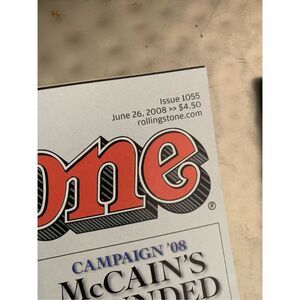 Issue 1055
June 26, 2008 >> $4.50
rollingstone.com
one
®
CAMPAIGN '08
McCAIN'S